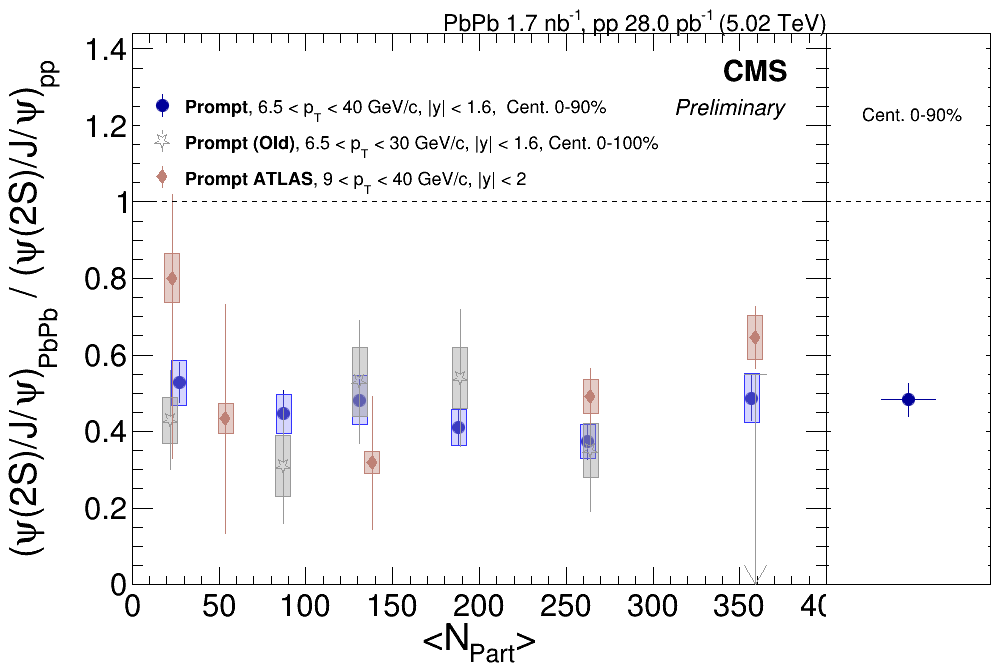 PbPb 1.7 nb-1, pp 28.0 pb-1 (5.02 TeV)
CMS
Preliminary
Prompt, 6.5 < pT < 40 GeV/c, |y| < 1.6, Cent. 0-90%
Prompt (Old), 6.5 < pT < 30 GeV/c, |y| < 1.6, Cent. 0-100%
Prompt ATLAS, 9 < pT < 40 GeV/c, |y| < 2
Cent. 0-90%
(ψ(2S)/J/ψ)PbPb / (ψ(2S)/J/ψ)pp
1.4
1.2
1
0.8
0.6
0.4
0.2
0
0 50 100 150 200 250 300 350 40
<NPart>